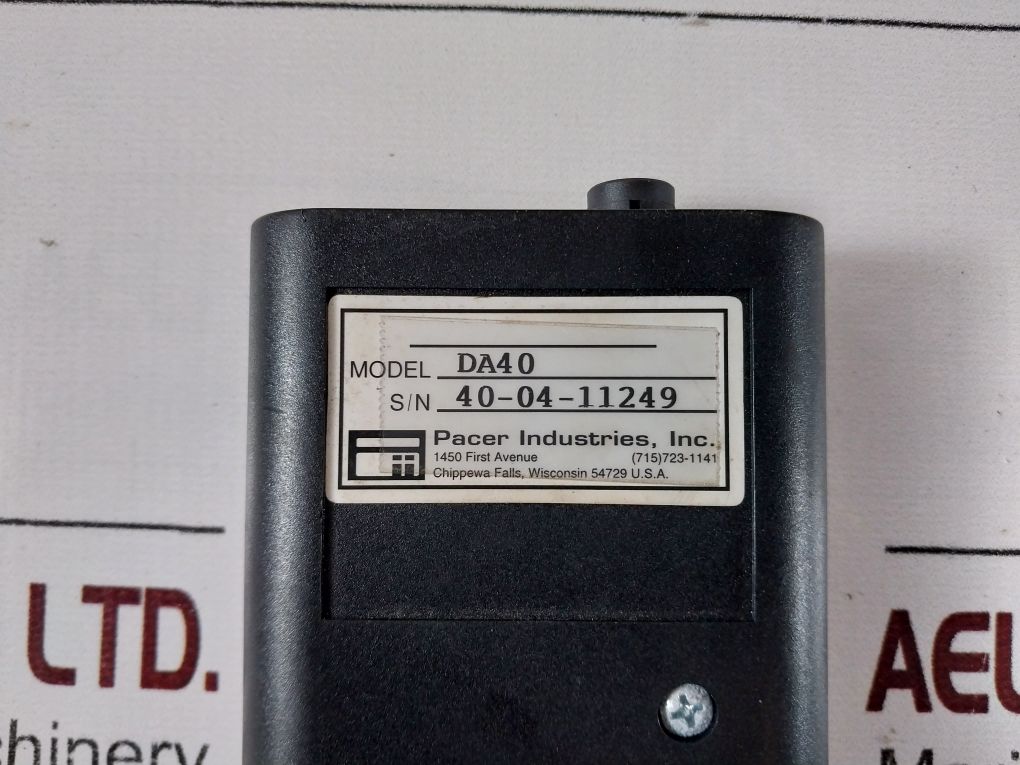 MODEL DA40
S/N 40-04-11249
Pacer Industries, Inc.
1450 First Avenue (715)723-1141
Chippewa Falls, Wisconsin 54729 U.S.A.
LTD.
AEU